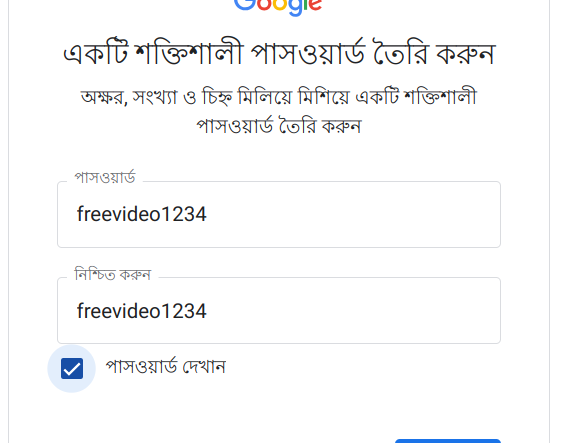 Google
একটি শক্তিশালী পাসওয়ার্ড তৈরি করুন
অক্ষর, সংখ্যা ও চিহ্ন মিলিয়ে মিশিয়ে একটি শক্তিশালী
পাসওয়ার্ড তৈরি করুন
পাসওয়ার্ড
freevideo1234
নিশ্চিত করুন
freevideo1234
পাসওয়ার্ড দেখান